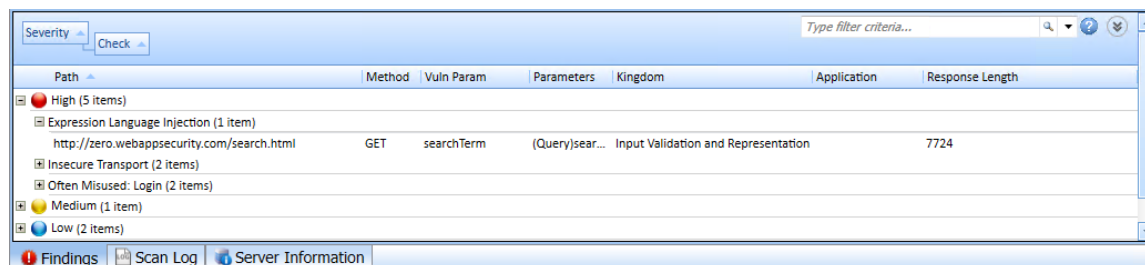 Severity
Check
Type filter criteria...
Path Method Vuln Param Parameters Kingdom Application Response Length
High (5 items)
Expression Language Injection (1 item)
http://zero.webappsecurity.com/search.html GET searchTerm (Query)sear... Input Validation and Representation 7724
Insecure Transport (2 items)
Often Misused: Login (2 items)
Medium (1 item)
Low (2 items)
Findings Scan Log Server Information